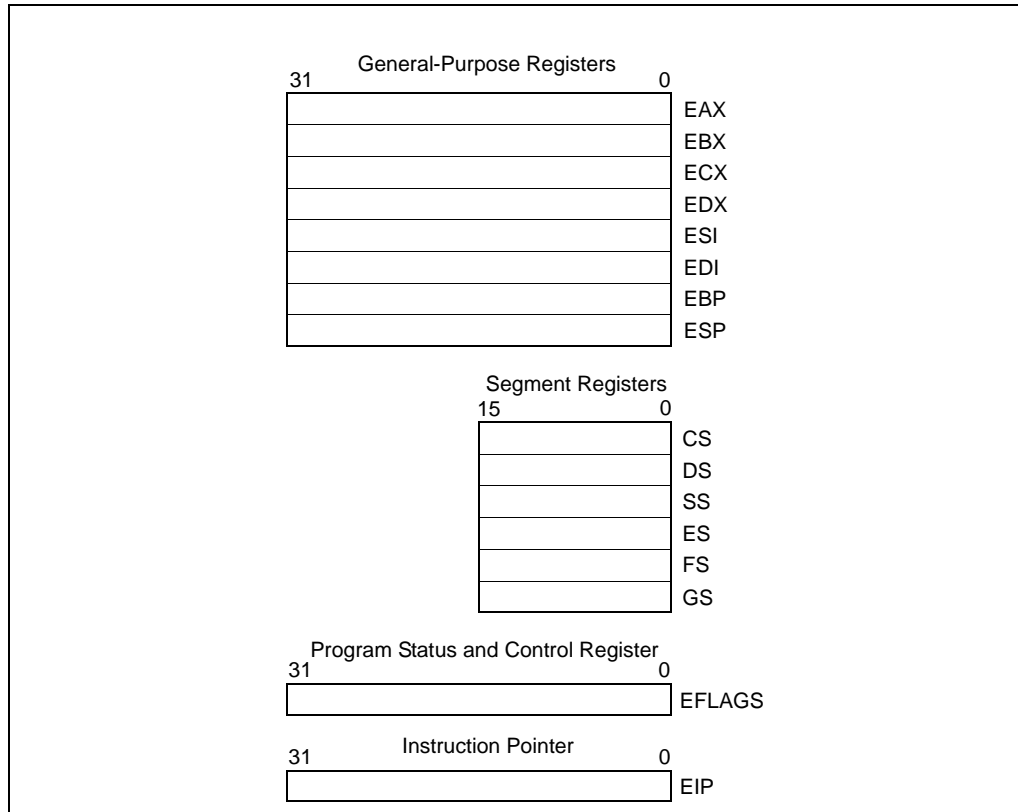 General-Purpose Registers
31 0
EAX
EBX
ECX
EDX
ESI
EDI
EBP
ESP
Segment Registers
15 0
CS
DS
SS
ES
FS
GS
Program Status and Control Register
31 0
EFLAGS
Instruction Pointer
31 0
EIP